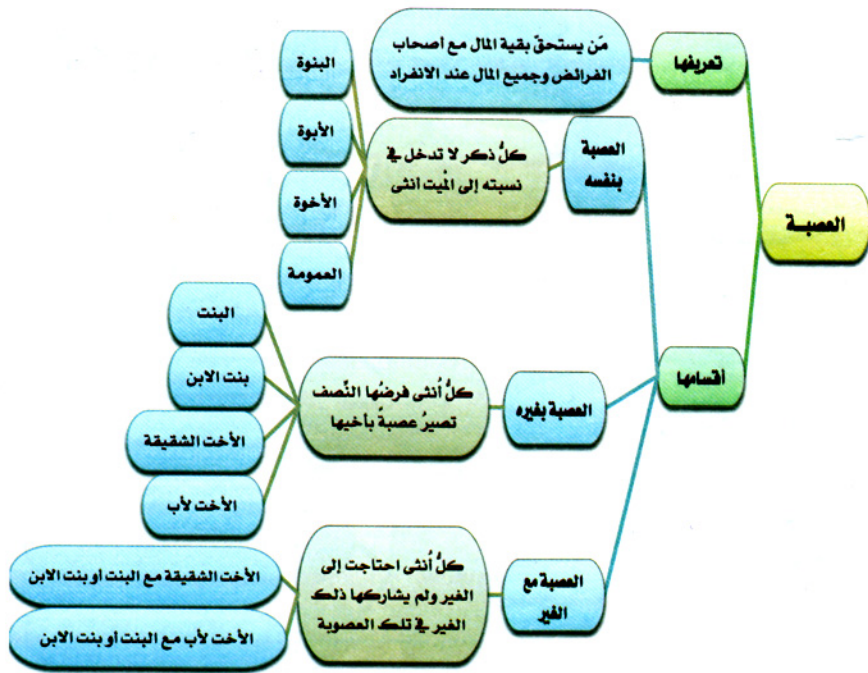 العصبة
تعريفها
مَن يستحقّ بقية المال مع أصحاب
الفرائض وجميع المال عند الانفراد
أقسامها
العصبة
بنفسه
كلُّ ذكر لا تدخل في
نسبته إلى الميت أنثى
البنوة
الأبوة
الأخوة
العمومة
العصبة بغيره
كلُّ أُنثى فرضُها النِّصف
تصيرُ عصبةً بأخيها
البنت
بنت الابن
الأخت الشقيقة
الأخت لأب
العصبة مع
الغير
كلُّ أُنثى احتاجت إلى
الغير ولم يشاركها ذلك
الغير في تلك العصوبة
الأخت الشقيقة مع البنت أو بنت الابن
الأخت لأب مع البنت أو بنت الابن